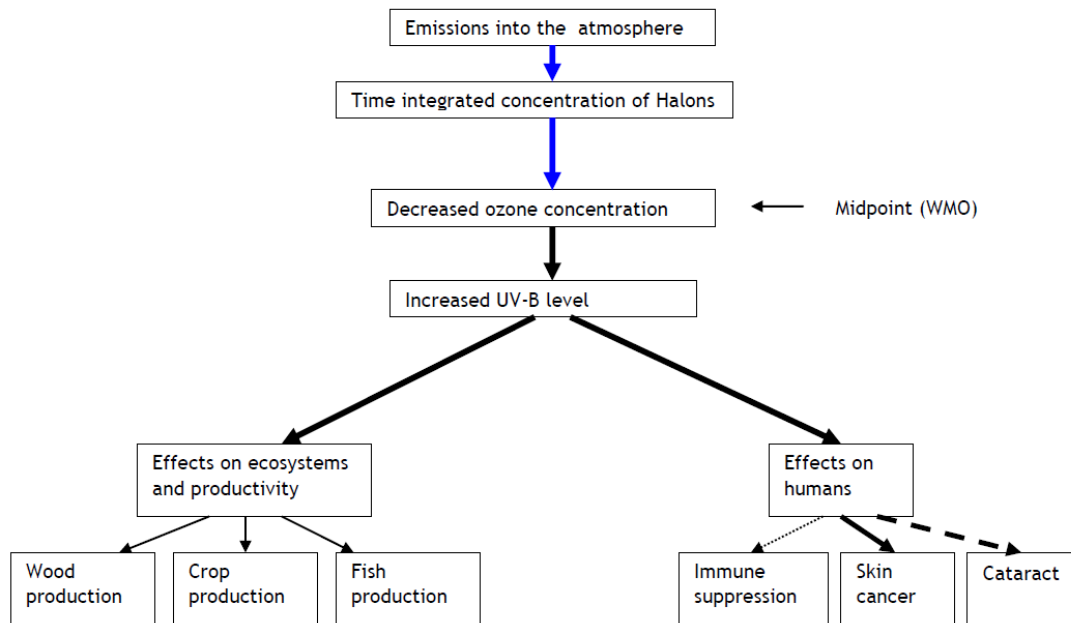 Emissions into the atmosphere
Time integrated concentration of Halons
Decreased ozone concentration
Midpoint (WMO)
Increased UV-B level
Effects on ecosystems
and productivity
Effects on
humans
Wood
production
Crop
production
Fish
production
Immune
suppression
Skin
cancer
Cataract